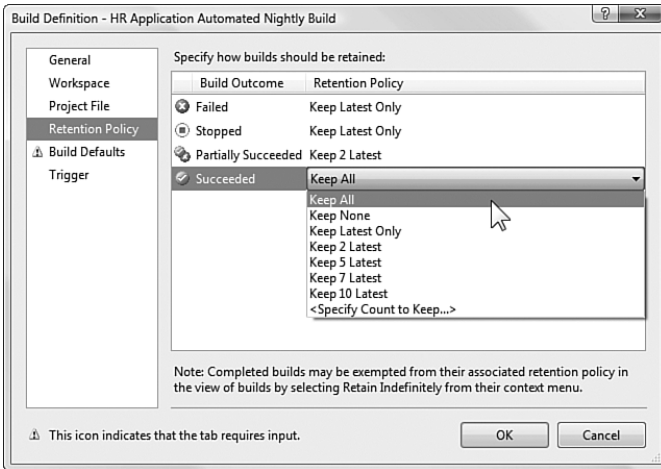 Build Definition - HR Application Automated Nightly Build
General
Workspace
Project File
Retention Policy
Build Defaults
Trigger
Specify how builds should be retained:
Build Outcome Retention Policy
Failed Keep Latest Only
Stopped Keep Latest Only
Partially Succeeded Keep 2 Latest
Succeeded Keep All
Keep All
Keep None
Keep Latest Only
Keep 2 Latest
Keep 5 Latest
Keep 7 Latest
Keep 10 Latest
<Specify Count to Keep...>
Note: Completed builds may be exempted from their associated retention policy in
the view of builds by selecting Retain Indefinitely from their context menu.
This icon indicates that the tab requires input.
OK Cancel